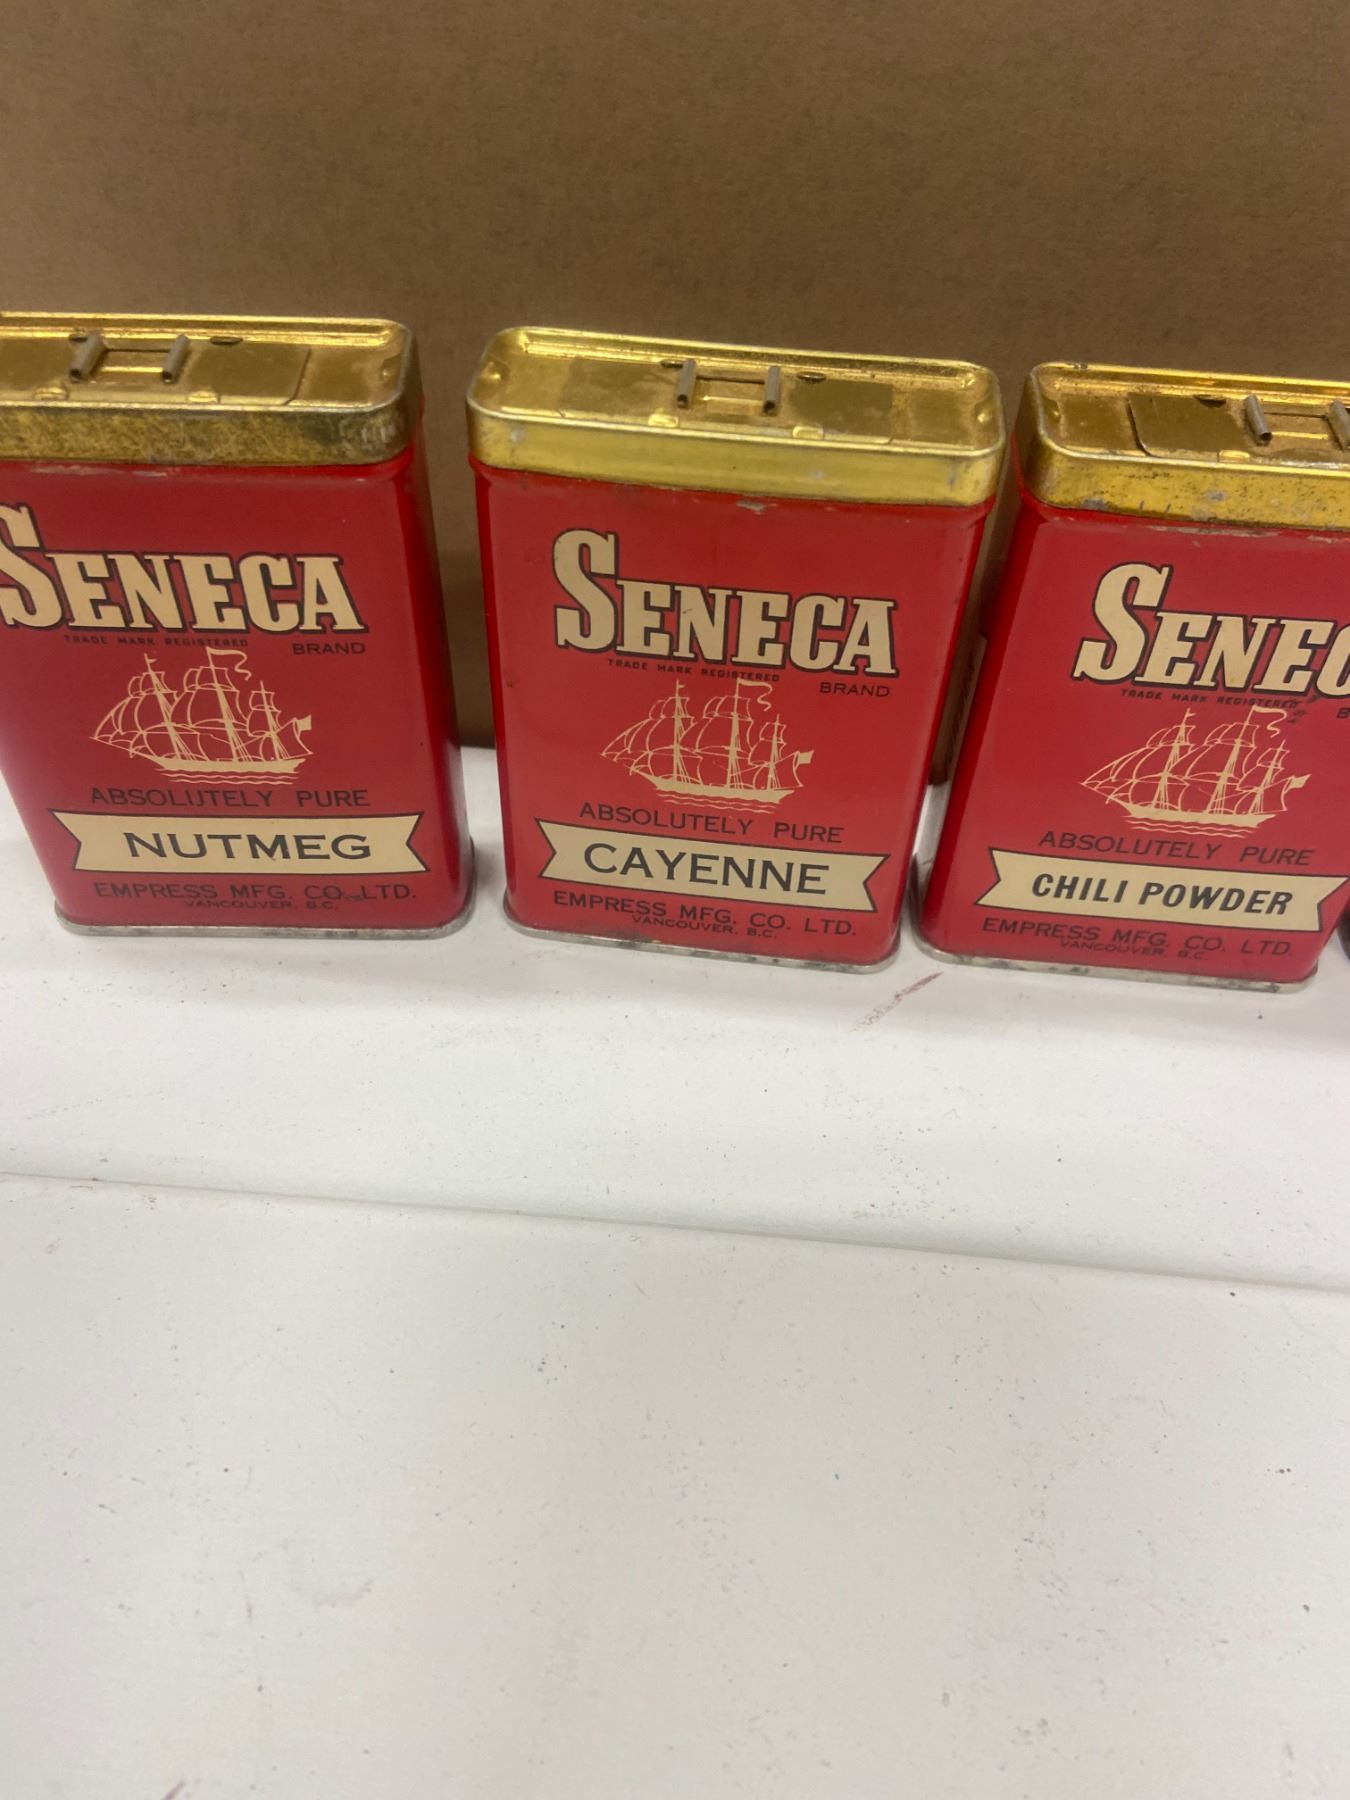 SENECA
TRADE MARK REGISTERED
BRAND
ABSOLUTELY PURE
NUTMEG
EMPRESS MFG. CO. LTD.
VANCOUVER, B.C.
SENECA
TRADE MARK REGISTERED
BRAND
ABSOLUTELY PURE
CAYENNE
EMPRESS MFG. CO. LTD.
VANCOUVER, B.C.
SENEC
TRADE MARK REGISTERED
B
ABSOLUTELY PURE
CHILI POWDER
EMPRESS MFG. CO. LTD.
VANCOUVER, B.C.